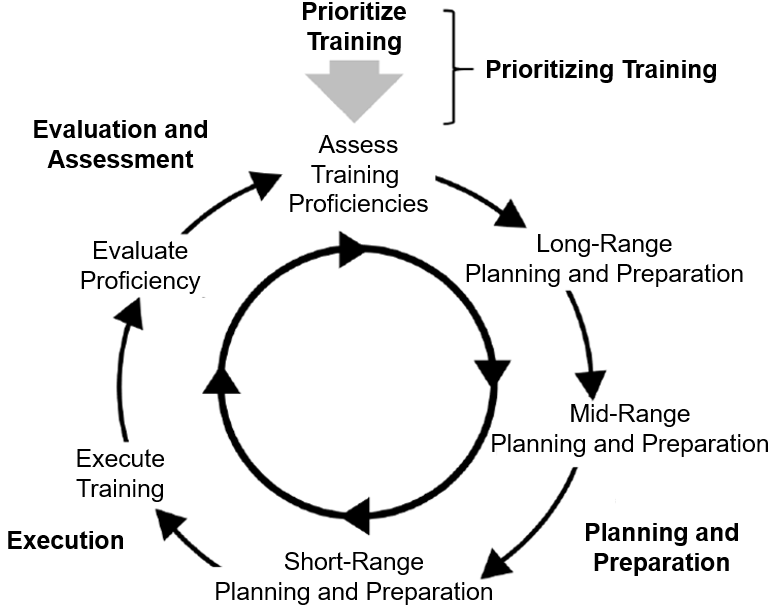 Prioritize
Training
Prioritizing Training
Evaluation and
Assessment
Assess
Training
Proficiencies
Long-Range
Planning and Preparation
Evaluate
Proficiency
Mid-Range
Planning and Preparation
Execute
Training
Execution
Planning and
Preparation
Short-Range
Planning and Preparation